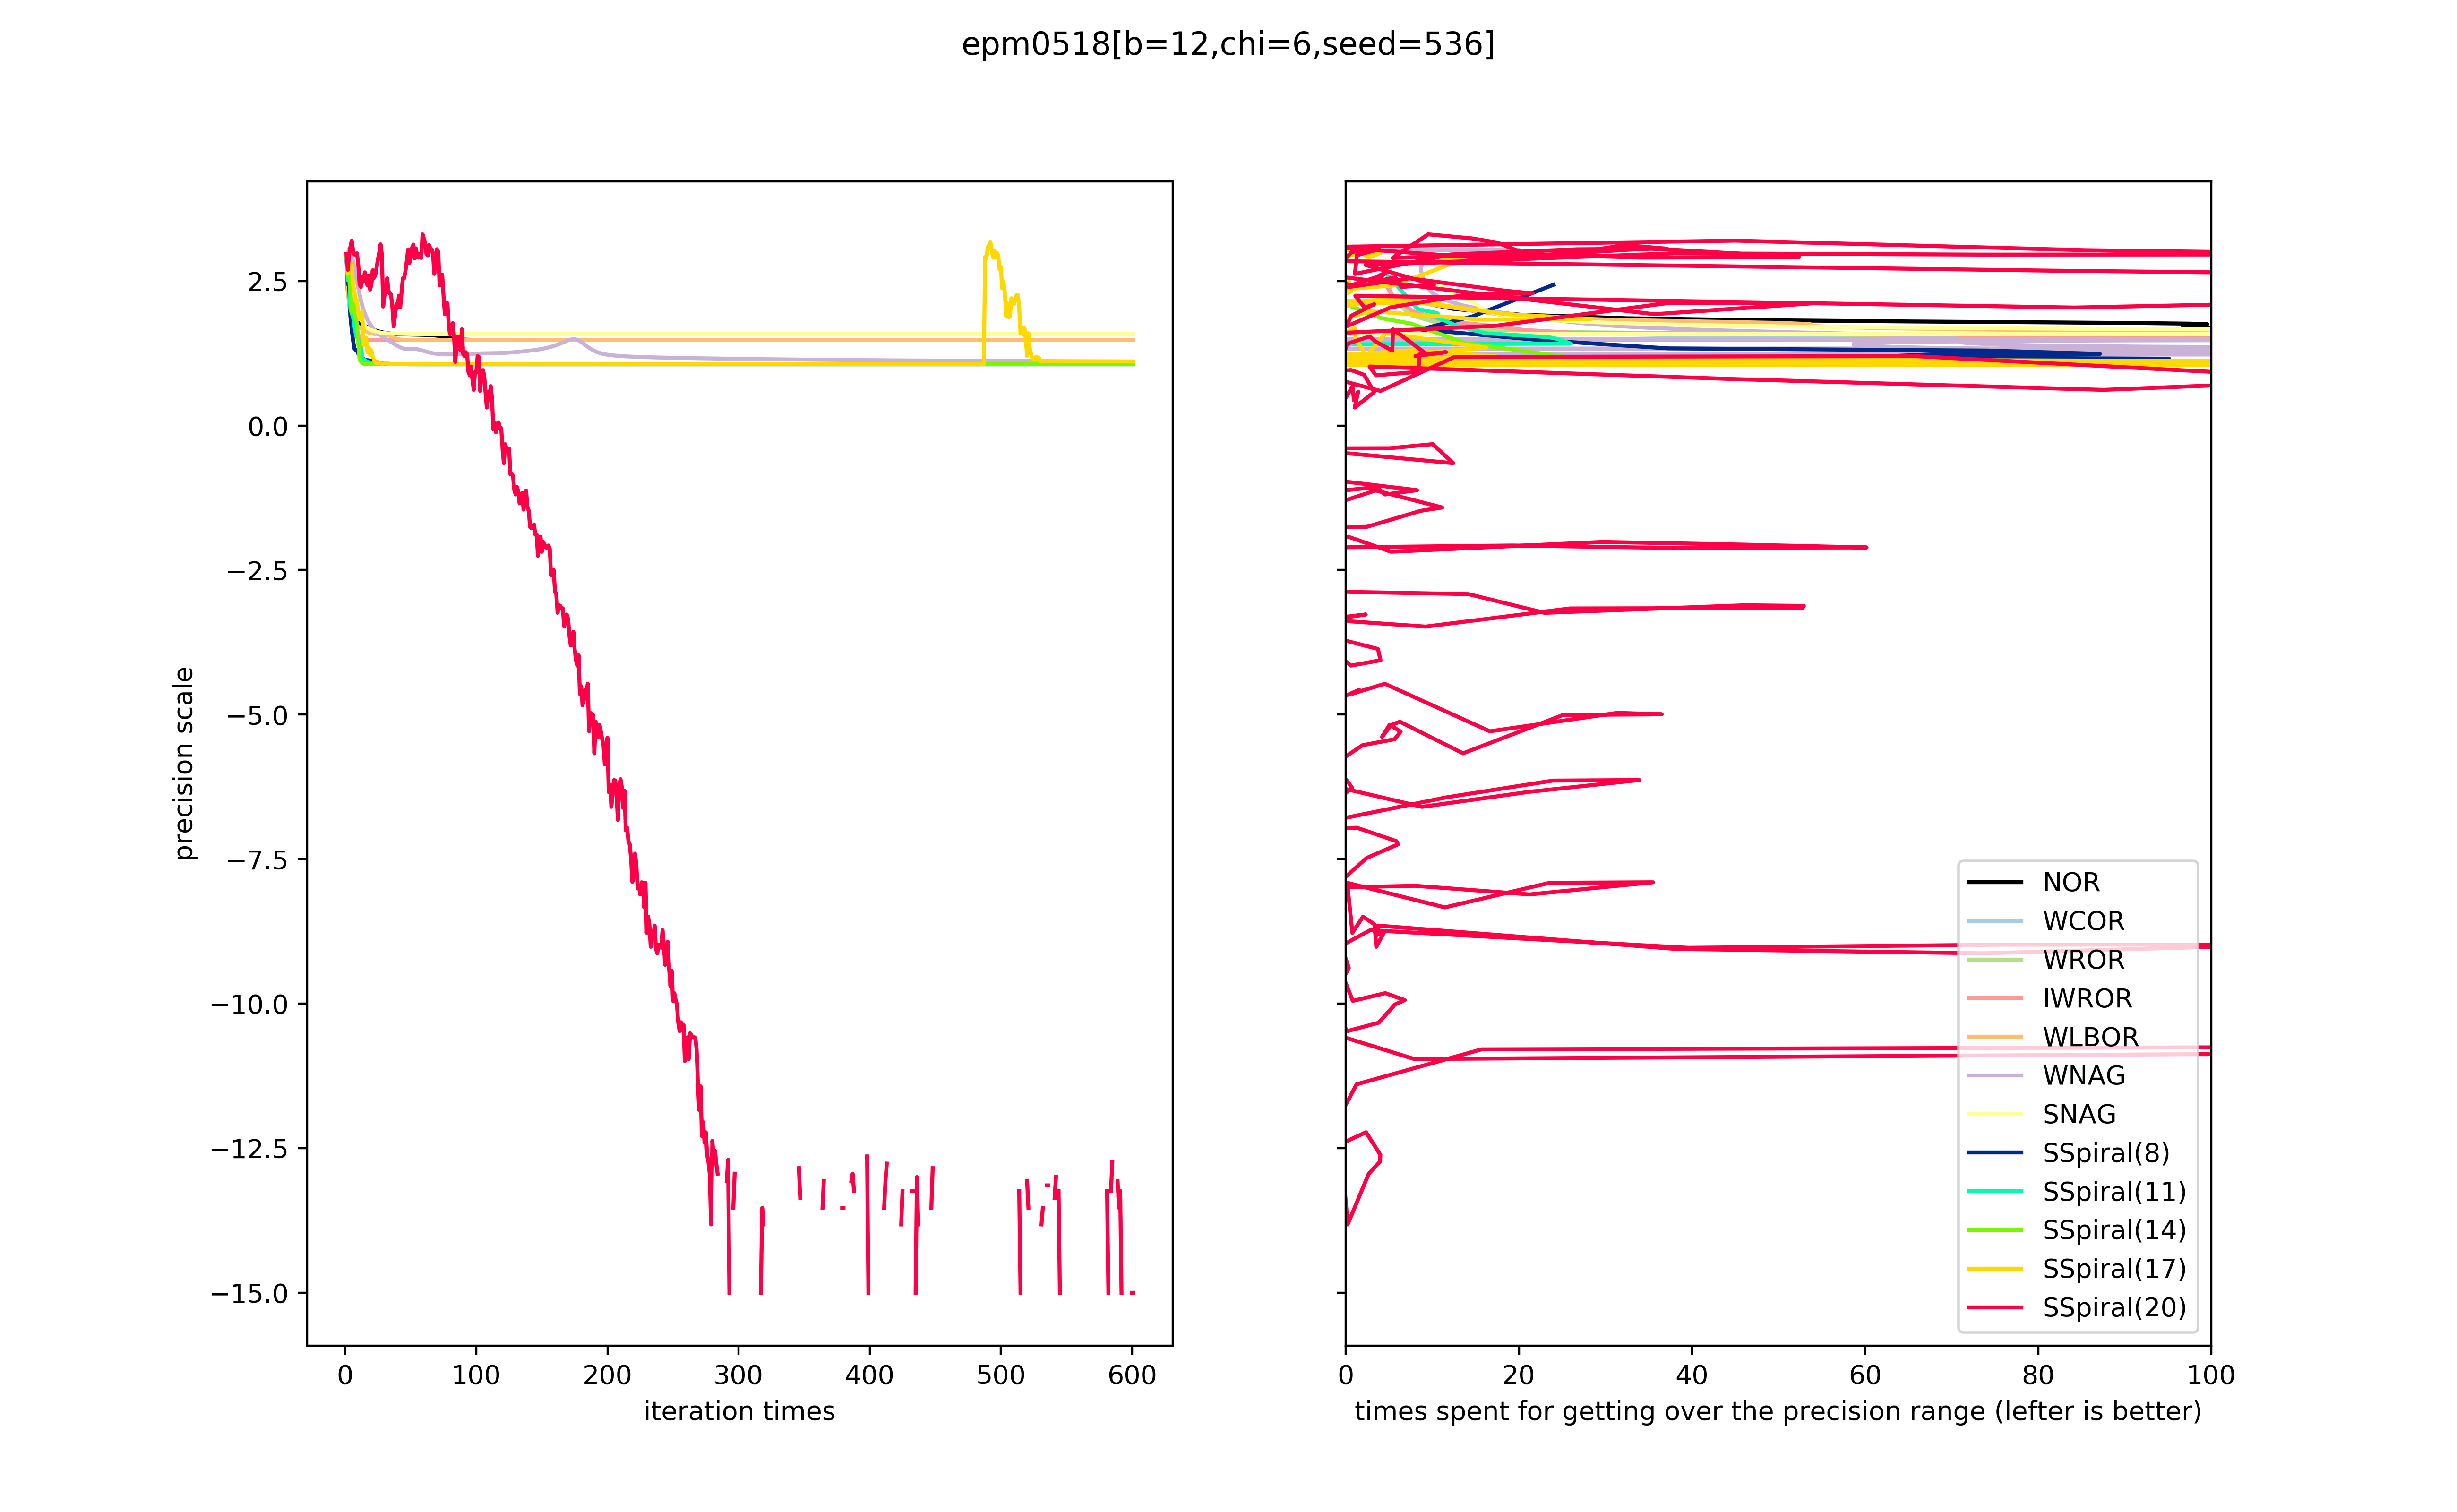 epm0518[b=12,chi=6,seed=536]
precision scale
2.5
0.0
−2.5
−5.0
−7.5
−10.0
−12.5
−15.0
0 100 200 300 400 500 600
iteration times
0 20 40 60 80 100
times spent for getting over the precision range (lefter is better)
NOR
WCOR
WROR
IWROR
WLBOR
WNAG
SNAG
SSpiral(8)
SSpiral(11)
SSpiral(14)
SSpiral(17)
SSpiral(20)